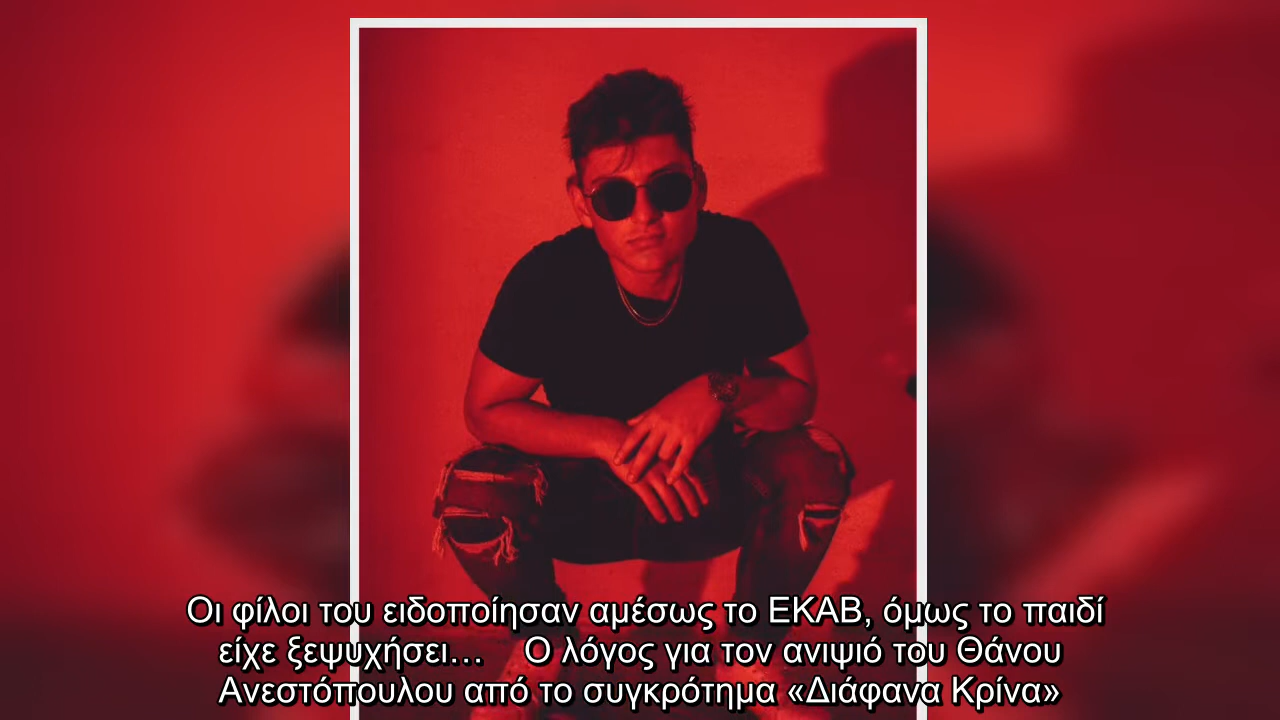 Οι φίλοι του ειδοποίησαν αμέσως το ΕΚΑΒ, όμως το παιδί
είχε ξεψυχήσει… Ο λόγος για τον ανιψιό του Θάνου
Ανεστόπουλου από το συγκρότημα «Διάφανα Κρίνα»